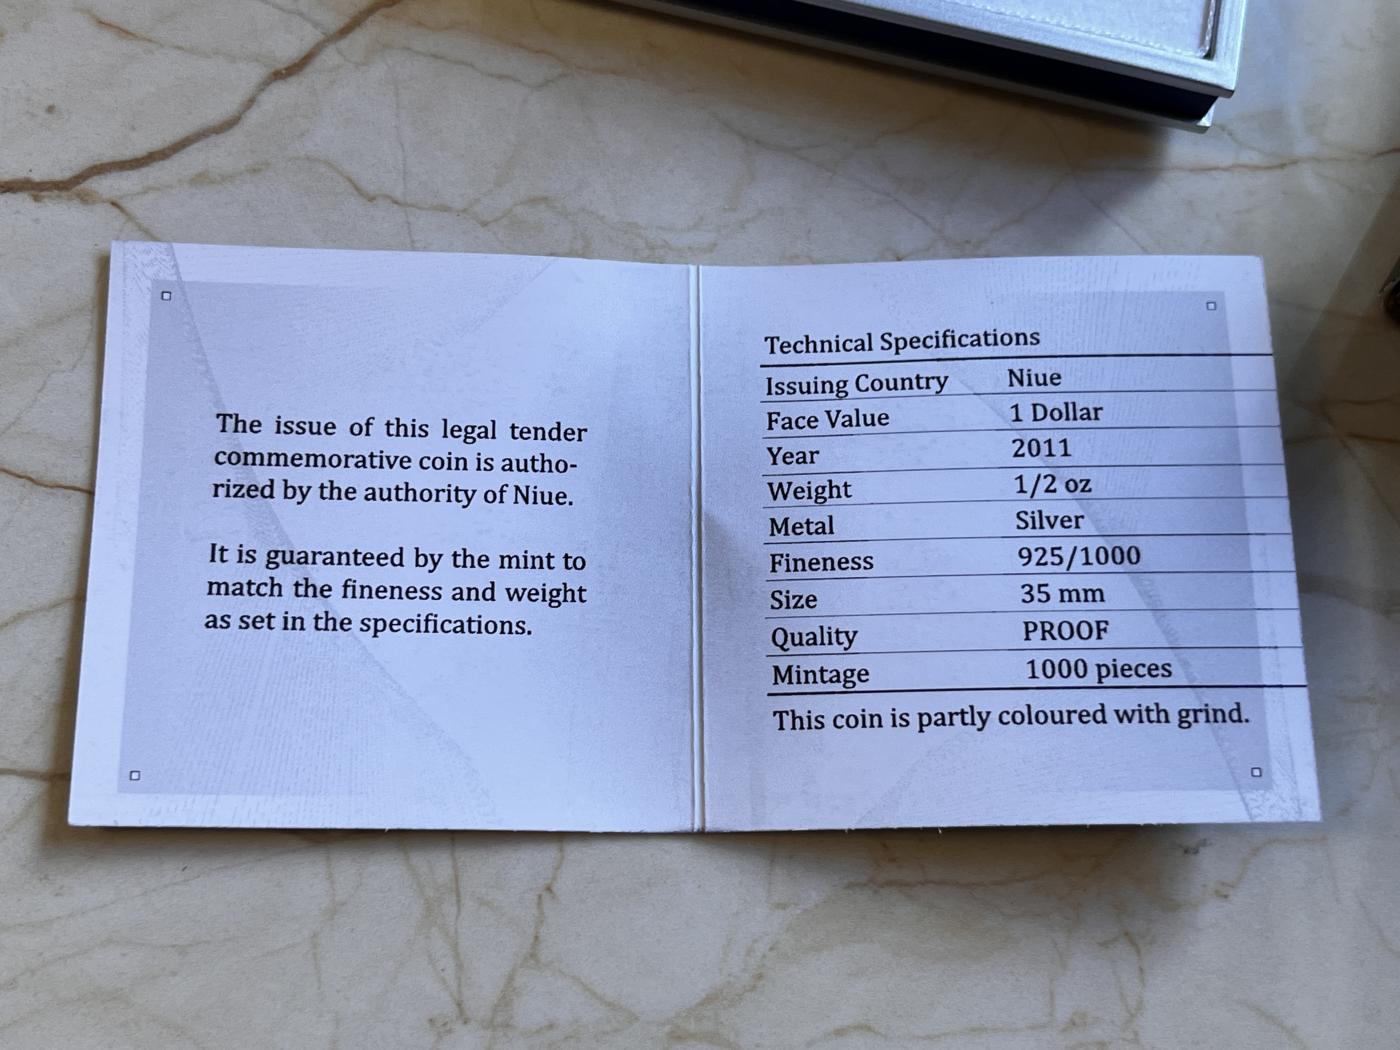 The issue of this legal tender
commemorative coin is autho-
rized by the authority of Niue.
It is guaranteed by the mint to
match the fineness and weight
as set in the specifications.
Technical Specifications
Issuing Country Niue
Face Value 1 Dollar
Year 2011
Weight 1/2 oz
Metal Silver
Fineness 925/1000
Size 35 mm
Quality PROOF
Mintage 1000 pieces
This coin is partly coloured with grind.